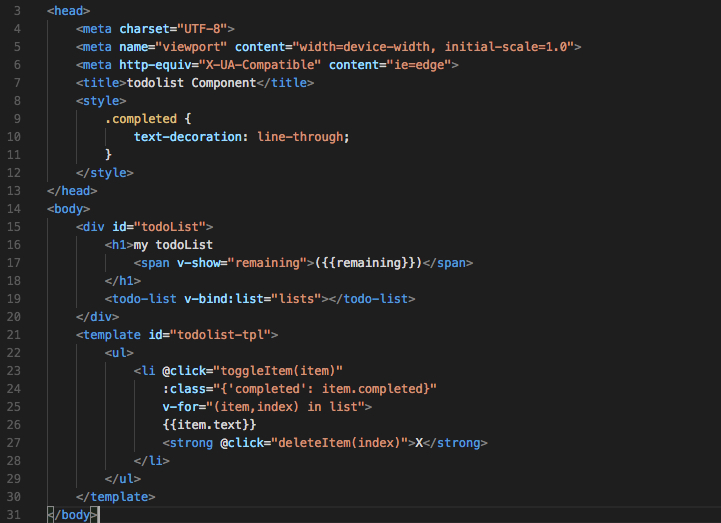 3 <head>
4 <meta charset="UTF-8">
5 <meta name="viewport" content="width=device-width, initial-scale=1.0">
6 <meta http-equiv="X-UA-Compatible" content="ie=edge">
7 <title>todolist Component</title>
8 <style>
9 .completed {
10 text-decoration: line-through;
11 }
12 </style>
13 </head>
14 <body>
15 <div id="todoList">
16 <h1>my todoList
17 <span v-show="remaining">({{remaining}})</span>
18 </h1>
19 <todo-list v-bind:list="lists"></todo-list>
20 </div>
21 <template id="todolist-tpl">
22 <ul>
23 <li @click="toggleItem(item)"
24 :class="{'completed': item.completed}"
25 v-for="(item,index) in list">
26 {{item.text}}
27 <strong @click="deleteItem(index)">X</strong>
28 </li>
29 </ul>
30 </template>
31 </body>